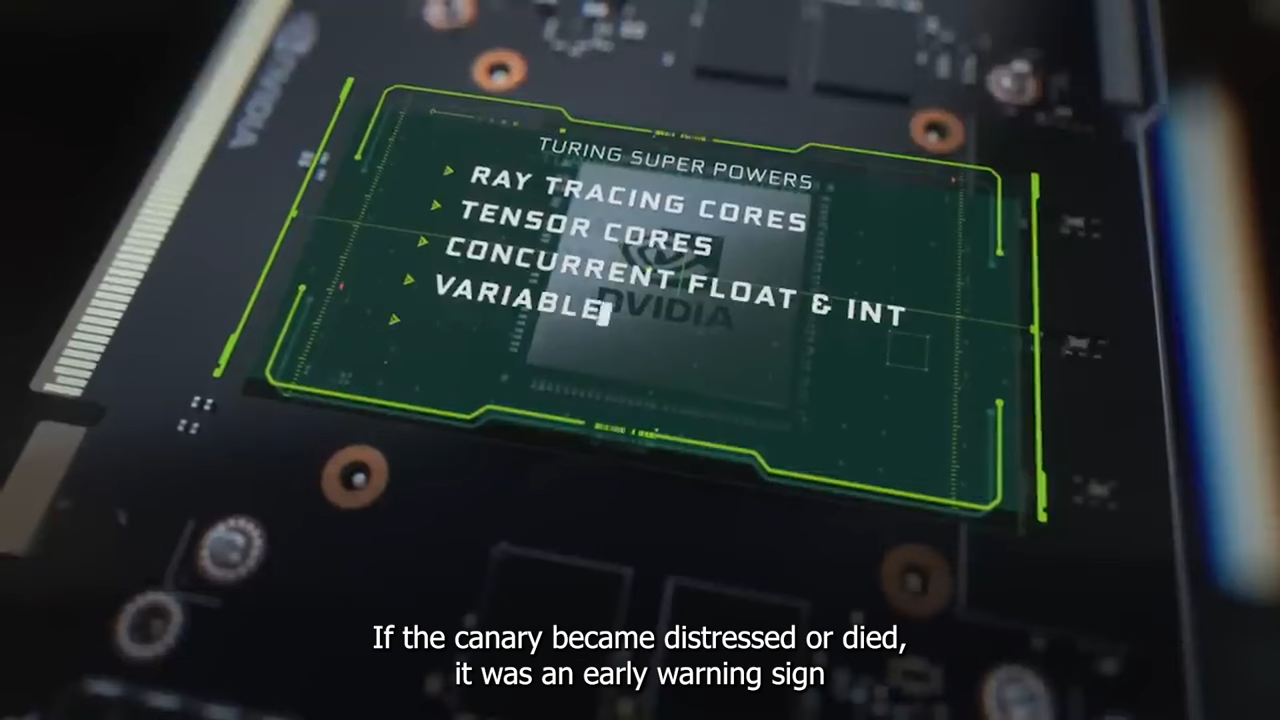 NVIDIA
TURING SUPER POWERS
RAY TRACING CORES
TENSOR CORES
CONCURRENT FLOAT & INT
VARIABLE
NVIDIA
If the canary became distressed or died,
it was an early warning sign